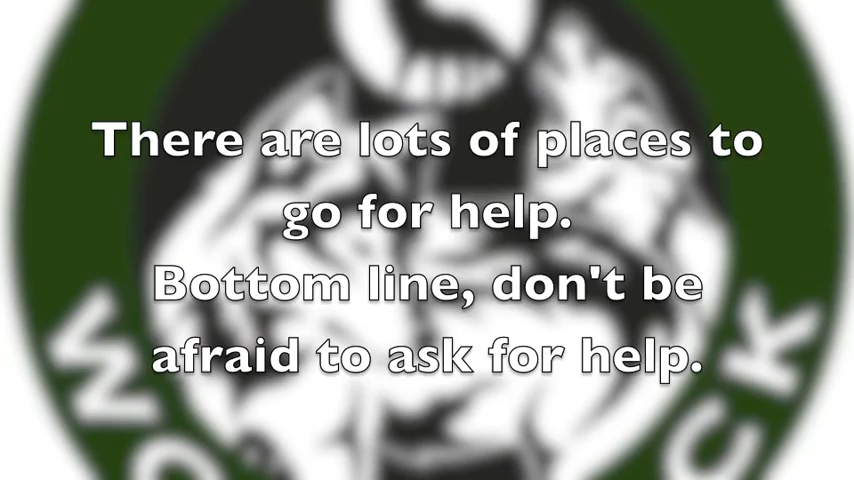 There are lots of places to
go for help.
Bottom line, don't be
afraid to ask for help.